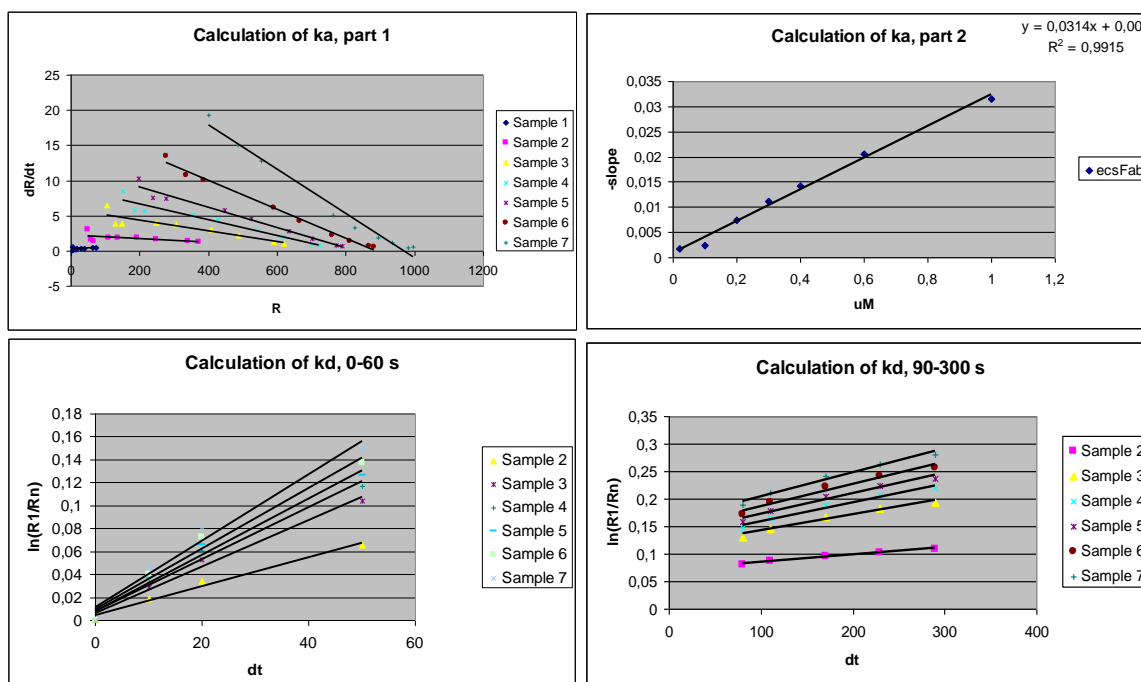 Calculation of ka, part 1
dR/dt
25
20
15
10
5
0
-5
0 200 400 600 800 1000 1200
R
Sample 1
Sample 2
Sample 3
Sample 4
Sample 5
Sample 6
Sample 7
Calculation of ka, part 2
y = 0,0314x + 0,00
R² = 0,9915
-slope
0,035
0,03
0,025
0,02
0,015
0,01
0,005
0
0 0,2 0,4 0,6 0,8 1
uM
ecsFab
Calculation of kd, 0-60 s
ln(R1/Rn)
0,18
0,16
0,14
0,12
0,1
0,08
0,06
0,04
0,02
0
0 20 40 60
dt
Sample 2
Sample 3
Sample 4
Sample 5
Sample 6
Sample 7
Calculation of kd, 90-300 s
ln(R1/Rn)
0,35
0,3
0,25
0,2
0,15
0,1
0,05
0
0 100 200 300 400
dt
Sample 2
Sample 3
Sample 4
Sample 5
Sample 6
Sample 7